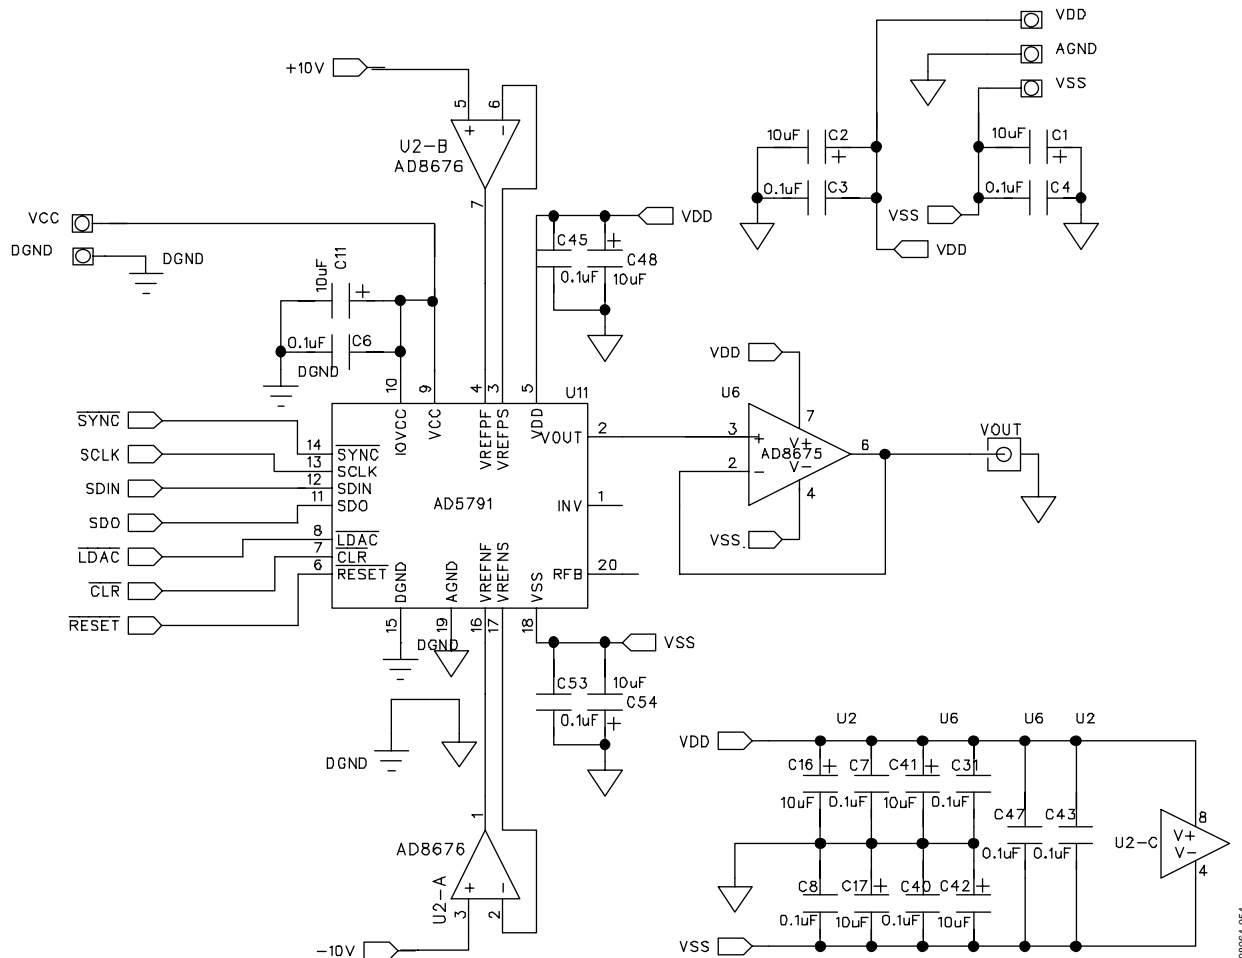 VDD
AGND
VSS
+10V
5
6
+
−
U2-B
AD8676
7
10uF
C2
+
0.1uF
C3
10uF
C1
+
0.1uF
C4
VSS
VDD
VCC
DGND
DGND
10uF
C11
+
0.1uF
C6
DGND
C45
+
C48
0.1uF
10uF
VDD
10
9
4
3
5
U11
IOVCC
VCC
VREFPF
VREFPS
VDD
SYNC
SCLK
SDIN
SDO
LDAC
CLR
RESET
14
13
12
11
8
7
6
SYNC
SCLK
SDIN
SDO
LDAC
CLR
RESET
AD5791
VOUT
2
INV
1
RFB
20
DGND
AGND
VREFNF
VREFNS
VSS
15
19
16
17
18
DGND
VDD
U6
7
3
+
V+
AD8675
2
−
V−
6
4
VSS
VOUT
VSS
C53
10uF
0.1uF
C54
+
DGND
1
AD8676
U2-A
+
−
3
2
-10V
U2
U6
U6
U2
VDD
C16
+
C7
C41
+
C31
10uF
0.1uF
10uF
0.1uF
C47
C43
0.1uF
0.1uF
U2-C
8
V+
V−
4
C8
C17
+
C40
C42
+
0.1uF
10uF
0.1uF
10uF
VSS